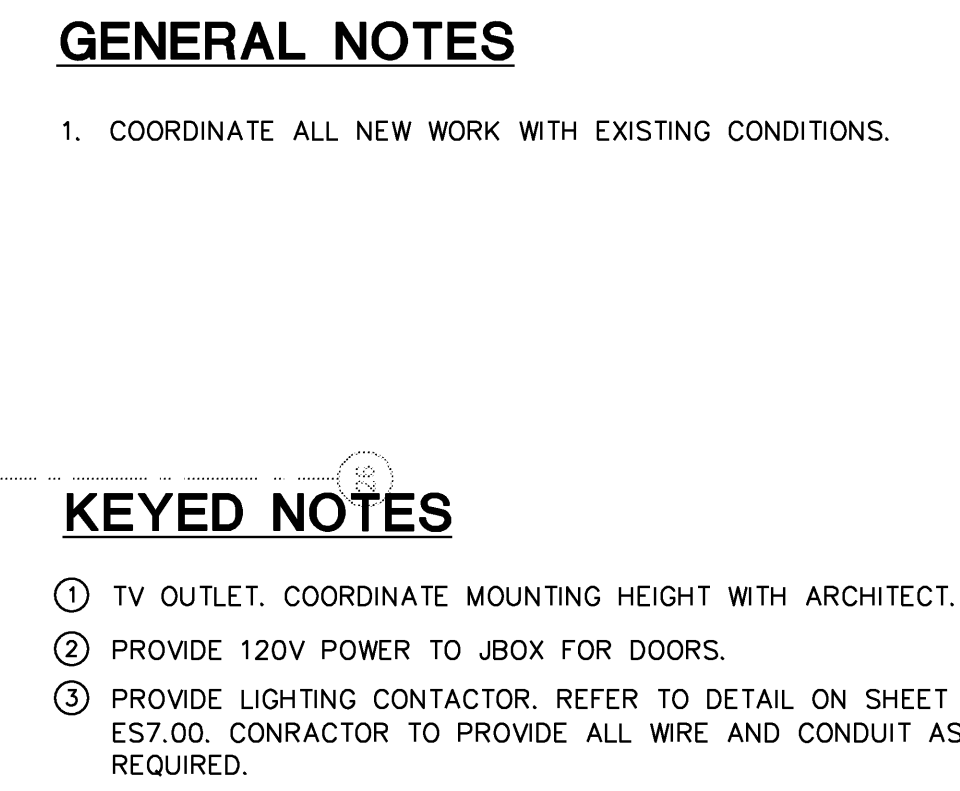 GENERAL NOTES
1. COORDINATE ALL NEW WORK WITH EXISTING CONDITIONS.
KEYED NOTES
1 TV OUTLET. COORDINATE MOUNTING HEIGHT WITH ARCHITECT.
2 PROVIDE 120V POWER TO JBOX FOR DOORS.
3 PROVIDE LIGHTING CONTACTOR. REFER TO DETAIL ON SHEET
ES7.00. CONRACTOR TO PROVIDE ALL WIRE AND CONDUIT AS
REQUIRED.